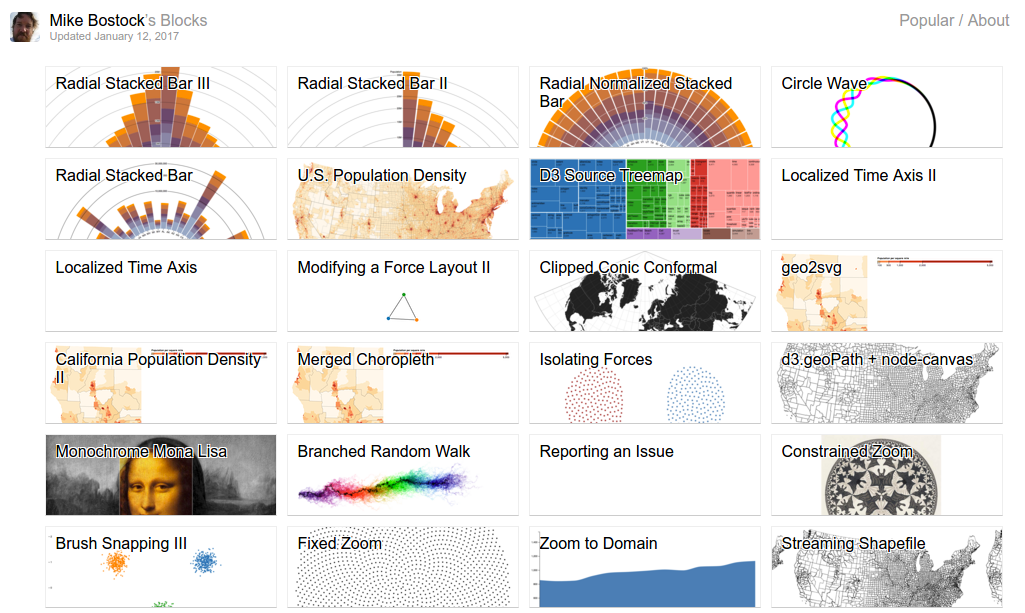 Mike Bostock's Blocks
Popular / About
Updated January 12, 2017
Radial Stacked Bar III
Radial Stacked Bar II
Radial Normalized Stacked
Bar
Circle Wave
Radial Stacked Bar
U.S. Population Density
D3 Source Treemap
Localized Time Axis II
Localized Time Axis
Modifying a Force Layout II
Clipped Conic Conformal
geo2svg
California Population Density
II
Merged Choropleth
Isolating Forces
d3.geoPath + node-canvas
Monochrome Mona Lisa
Branched Random Walk
Reporting an Issue
Constrained Zoom
Brush Snapping III
Fixed Zoom
Zoom to Domain
Streaming Shapefile